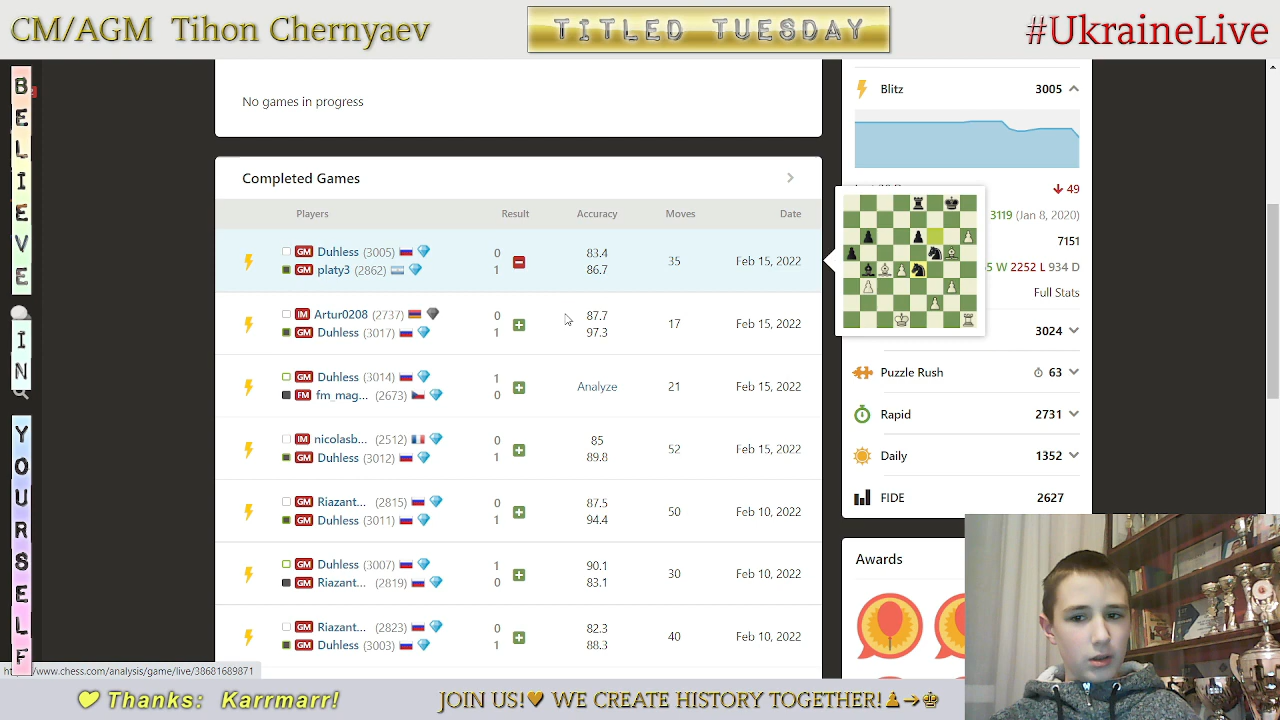 CM/AGM Tihon Chernyaev
TITLED TUESDAY
#UkraineLive
BELIVE
IN
YOURSELF
No games in progress
Completed Games
Players Result Accuracy Moves Date
GM Duhless (3005) 0 83.4
GM platy3 (2862) 1 86.7
35 Feb 15, 2022
IM Artur0208 (2737) 0 87.7
GM Duhless (3017) 1 97.3
17 Feb 15, 2022
GM Duhless (3014) 1
FM fm_mag... (2673) 0
Analyze 21 Feb 15, 2022
IM nicolasb... (2512) 0 85
GM Duhless (3012) 1 89.8
52 Feb 15, 2022
GM Riazant... (2815) 0 87.5
GM Duhless (3011) 1 94.4
50 Feb 10, 2022
GM Duhless (3007) 1 90.1
GM Riazant... (2819) 0 83.1
30 Feb 10, 2022
GM Riazant... (2823) 0 82.3
GM Duhless (3003) 1 88.3
40 Feb 10, 2022
Blitz 3005
49
3119 (Jan 8, 2020)
7151
5 W 2252 L 934 D
Full Stats
3024
Puzzle Rush 63
Rapid 2731
Daily 1352
FIDE 2627
Awards
www.chess.com/analysis/game/live/38681689871
Thanks: Karrmarr!
JOIN US! WE CREATE HISTORY TOGETHER!